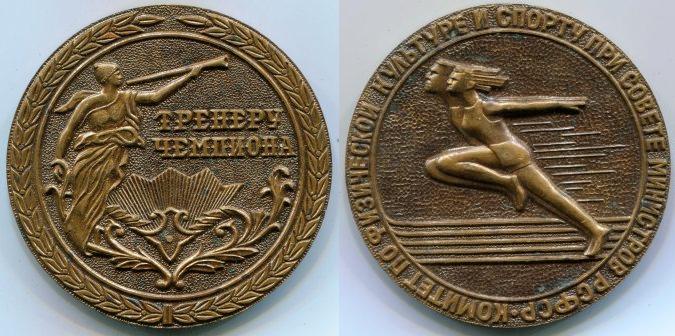 ТРЕНЕРУ
ЧЕМПИОНА
КОМИТЕТ ПО ФИЗИЧЕСКОЙ КУЛЬТУРЕ И СПОРТУ ПРИ СОВЕТЕ МИНИСТРОВ РСФСР ·